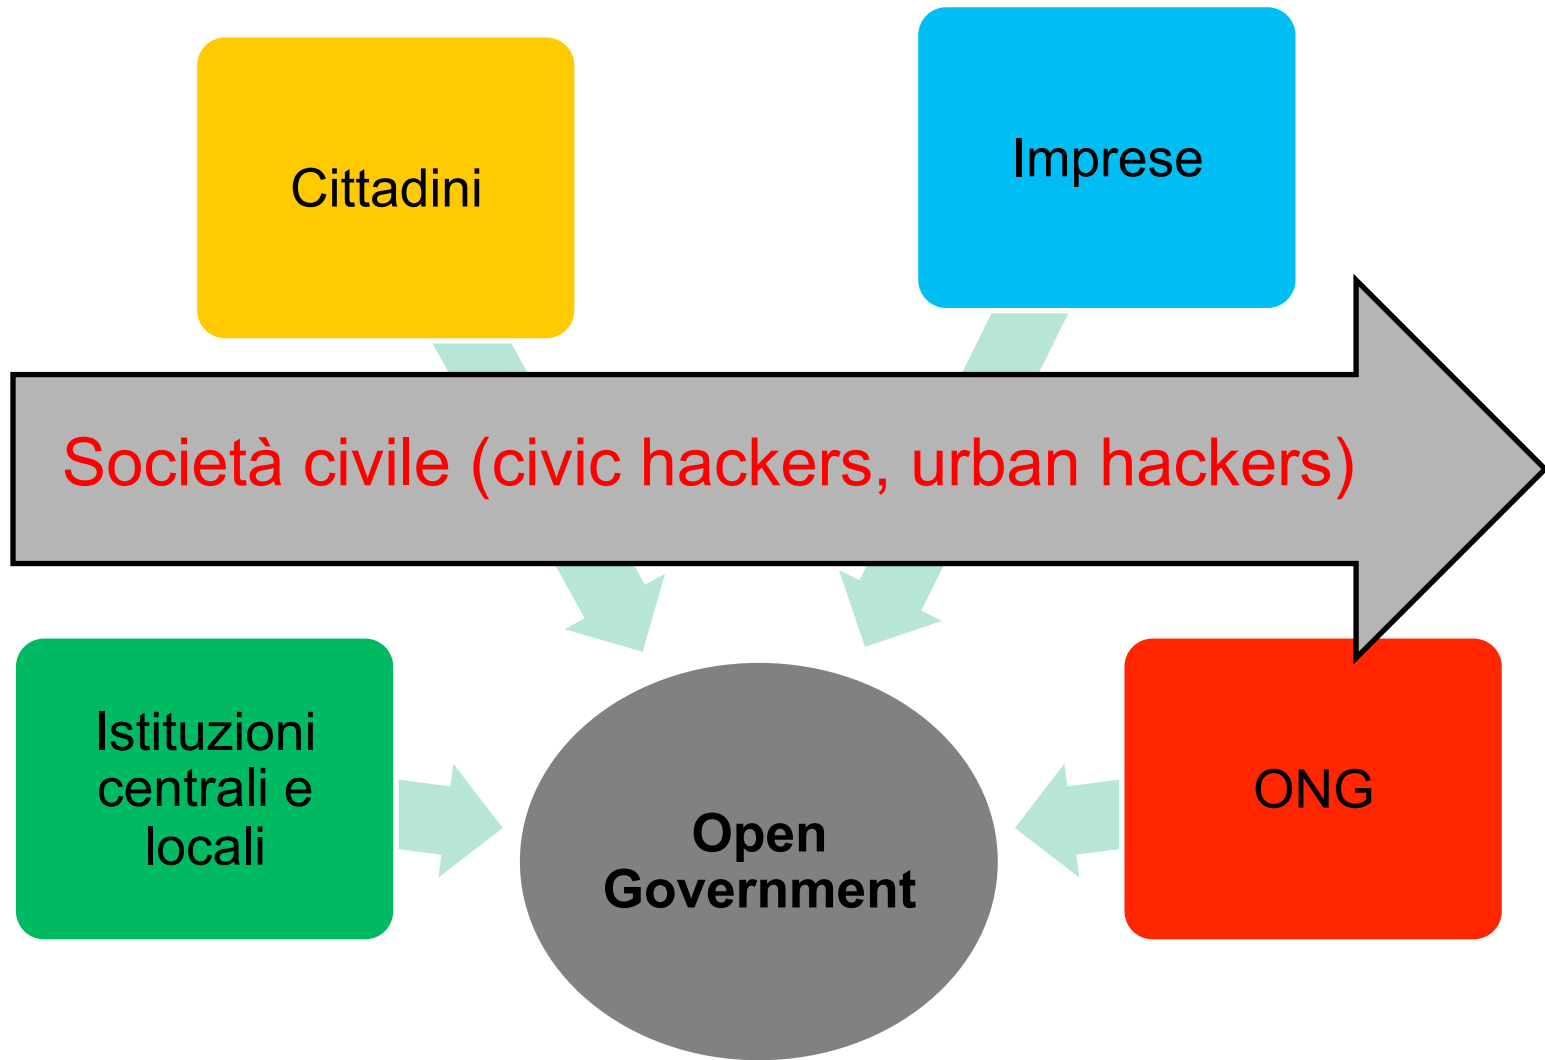 Cittadini
Imprese
Società civile (civic hackers, urban hackers)
Istituzioni
centrali e
locali
Open
Government
ONG